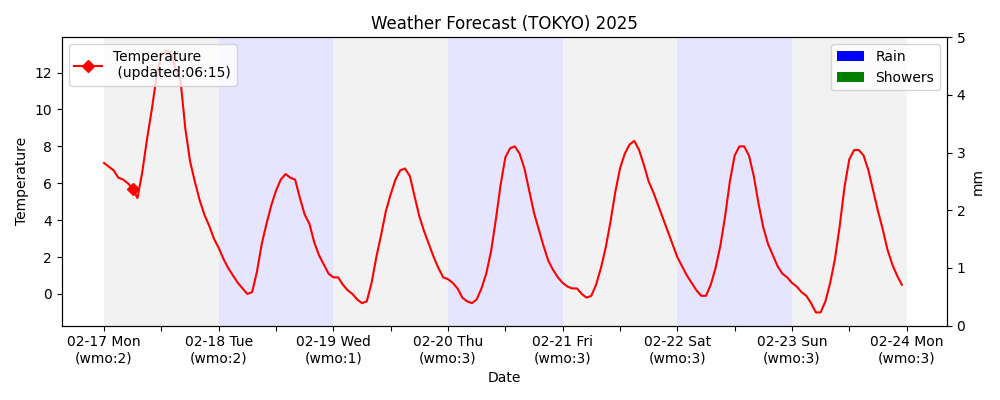 Weather Forecast (TOKYO) 2025
Temperature
(updated:06:15)
Rain
Showers
Temperature
12
10
8
6
4
2
0
5
4
3
2
1
0
mm
02-17 Mon
(wmo:2)
02-18 Tue
(wmo:2)
02-19 Wed
(wmo:1)
02-20 Thu
(wmo:3)
02-21 Fri
(wmo:3)
02-22 Sat
(wmo:3)
02-23 Sun
(wmo:3)
02-24 Mon
(wmo:3)
Date